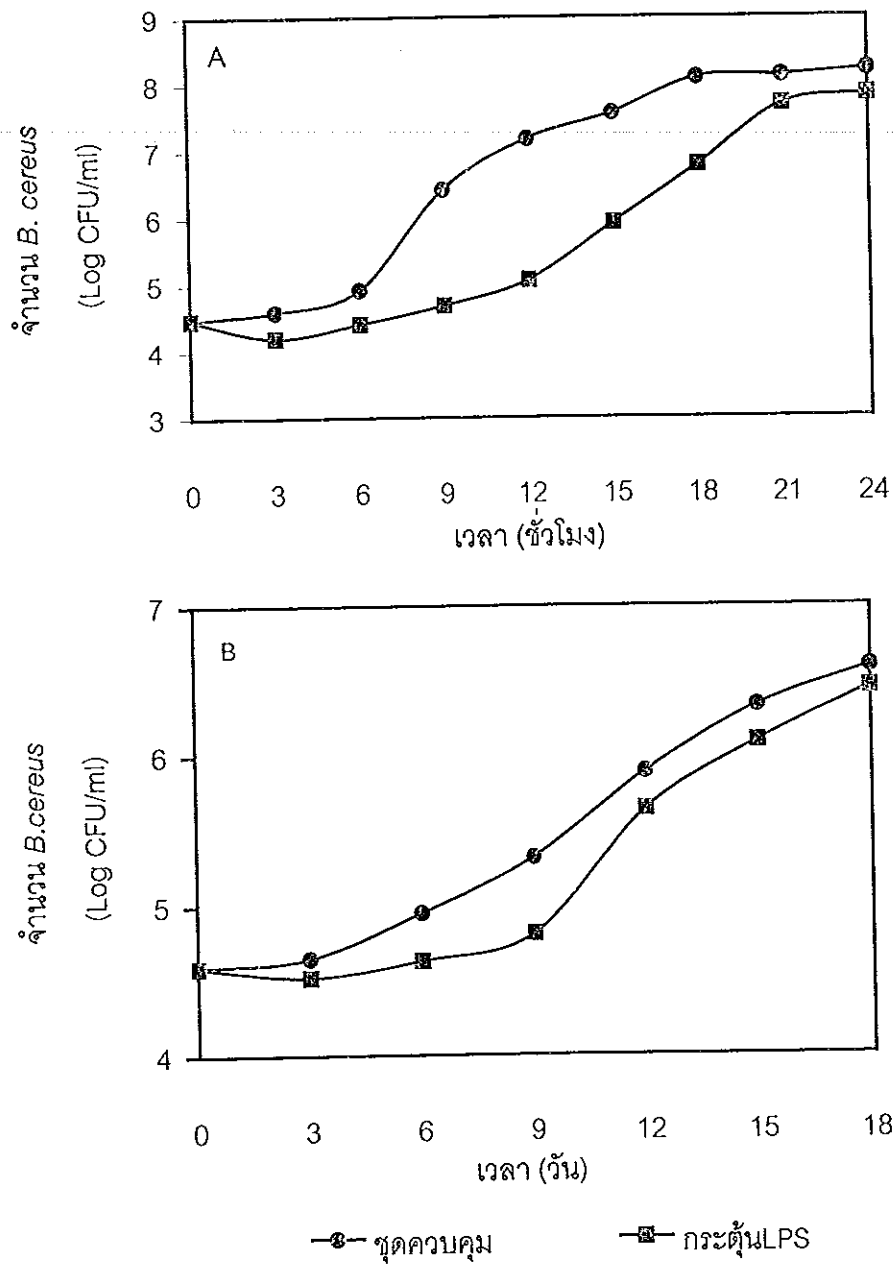 A
9
8
7
6
5
4
3
จำนวน B. cereus
(Log CFU/ml)
0 3 6 9 12 15 18 21 24
เวลา (ชั่วโมง)
B
7
6
5
4
จำนวน B.cereus
(Log CFU/ml)
0 3 6 9 12 15 18
เวลา (วัน)
ชุดควบคุม กระตุ้นLPS